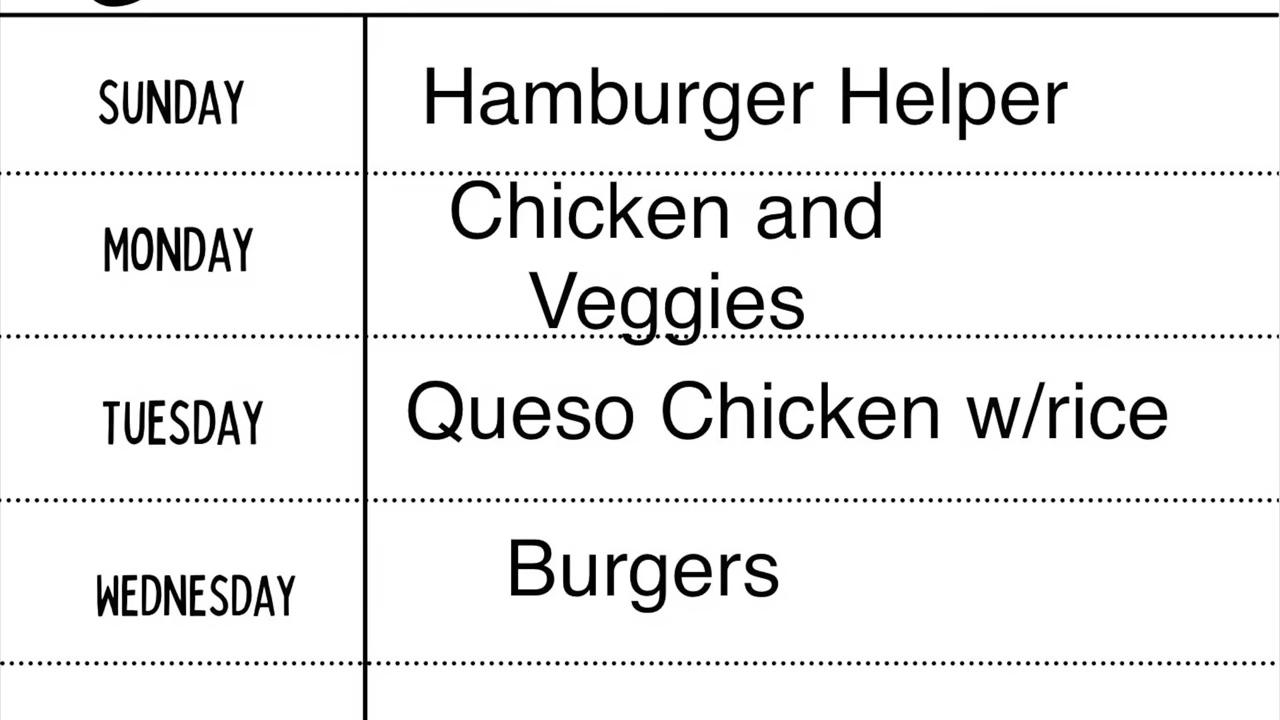 SUNDAY
Hamburger Helper
MONDAY
Chicken and
Veggies
TUESDAY
Queso Chicken w/rice
WEDNESDAY
Burgers